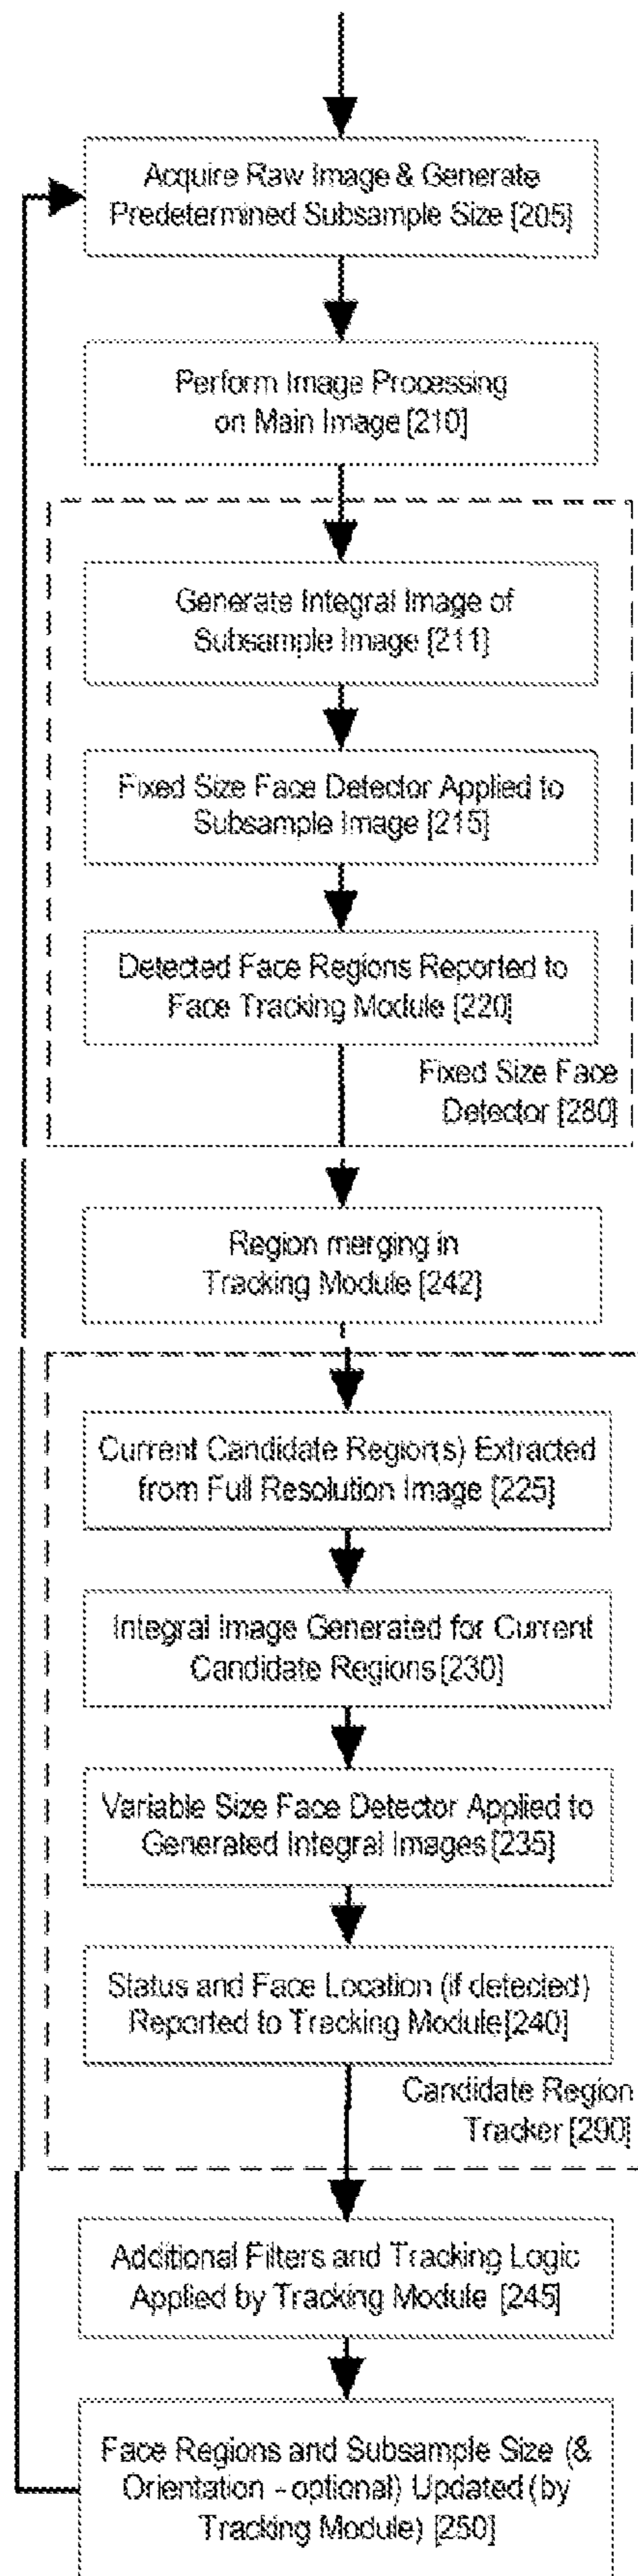 Acquire Raw Image & Generate
Predetermined Subsample Size [205]
Perform Image Processing
on Main Image [210]
Generate Integral Image of
Subsample Image [211]
Fixed Size Face Detector Applied to
Subsample Image [215]
Detected Face Regions Reported to
Face Tracking Module [220]
Fixed Size Face
Detector [280]
Region merging in
Tracking Module [242]
Current Candidate Region(s) Extracted
from Full Resolution Image [225]
Integral Image Generated for Current
Candidate Regions [230]
Variable Size Face Detector Applied to
Generated Integral Images [235]
Status and Face Location (if detected)
Reported to Tracking Module [240]
Candidate Region
Tracker [290]
Additional Filters and Tracking Logic
Applied by Tracking Module [245]
Face Regions and Subsample Size (&
Orientation - optional) Updated (by
Tracking Module) [250]